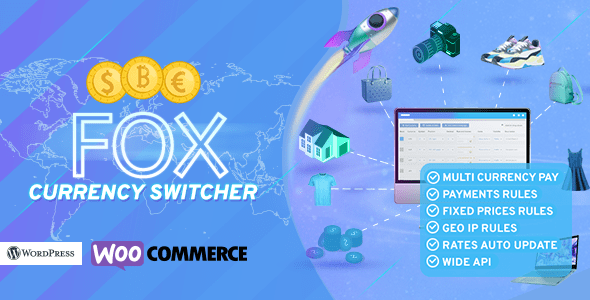 $ B €
FOX
CURRENCY SWITCHER
WORDPRESS
WOO COMMERCE
MULTI CURRENCY PAY
PAYMENTS RULES
FIXED PRICES RULES
GEO IP RULES
RATES AUTO UPDATE
WIDE API